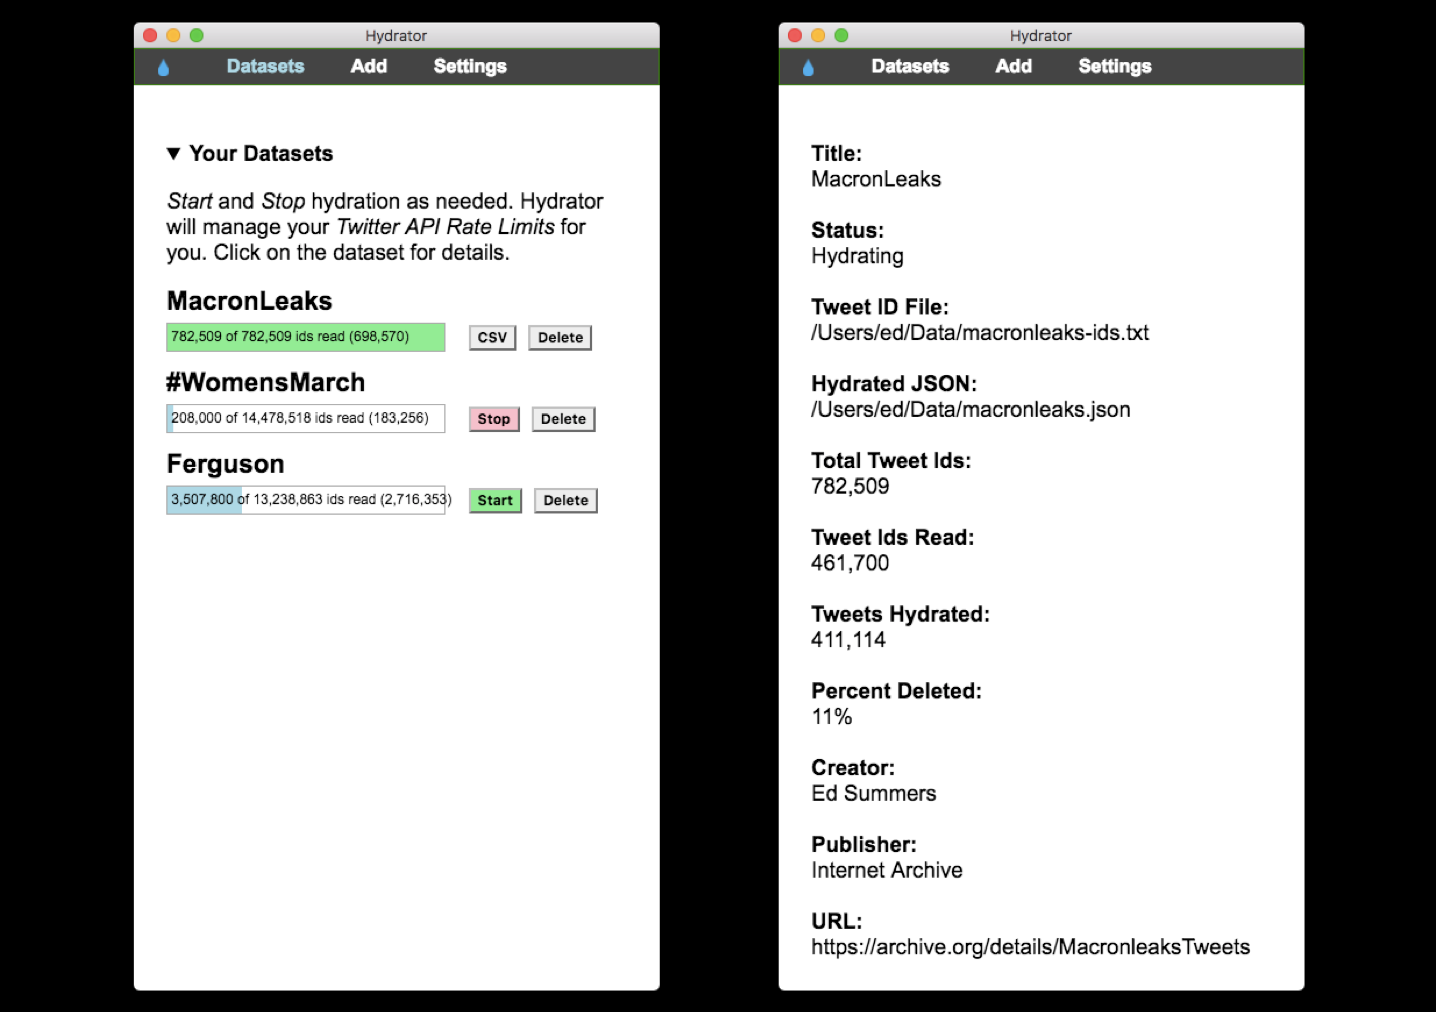 Hydrator
Datasets Add Settings
▼ Your Datasets
Start and Stop hydration as needed. Hydrator
will manage your Twitter API Rate Limits for
you. Click on the dataset for details.
MacronLeaks
782,509 of 782,509 ids read (698,570) CSV Delete
#WomensMarch
208,000 of 14,478,518 ids read (183,256) Stop Delete
Ferguson
3,507,800 of 13,238,863 ids read (2,716,353) Start Delete
Hydrator
Datasets Add Settings
Title:
MacronLeaks
Status:
Hydrating
Tweet ID File:
/Users/ed/Data/macronleaks-ids.txt
Hydrated JSON:
/Users/ed/Data/macronleaks.json
Total Tweet Ids:
782,509
Tweet Ids Read:
461,700
Tweets Hydrated:
411,114
Percent Deleted:
11%
Creator:
Ed Summers
Publisher:
Internet Archive
URL:
https://archive.org/details/MacronleaksTweets